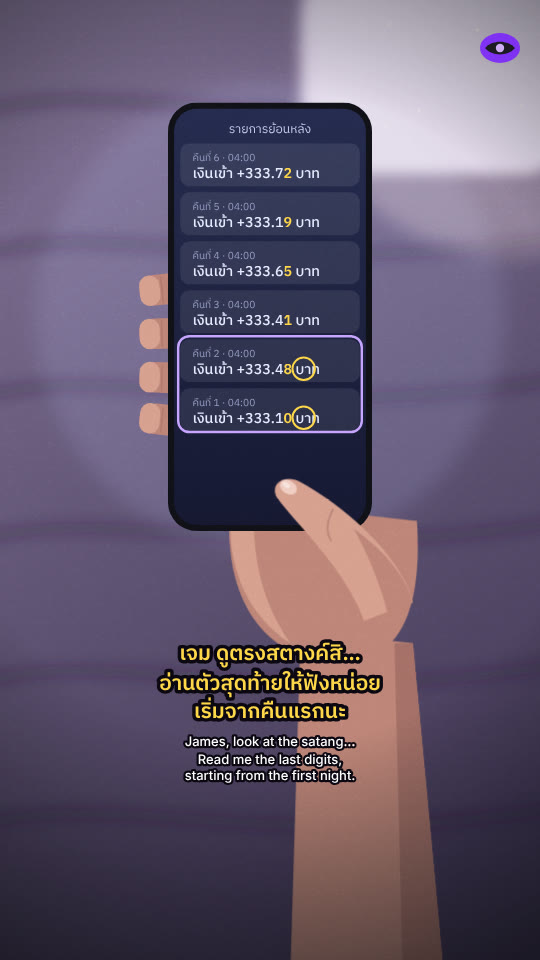 รายการย้อนหลัง
คืนที่ 6 · 04:00
เงินเข้า +333.72 บาท
คืนที่ 5 · 04:00
เงินเข้า +333.19 บาท
คืนที่ 4 · 04:00
เงินเข้า +333.65 บาท
คืนที่ 3 · 04:00
เงินเข้า +333.41 บาท
คืนที่ 2 · 04:00
เงินเข้า +333.48 บาท
คืนที่ 1 · 04:00
เงินเข้า +333.10 บาท
เจม ดูตรงสตางค์สิ...
อ่านตัวสุดท้ายให้ฟังหน่อย
เริ่มจากคืนแรกนะ
James, look at the satang...
Read me the last digits,
starting from the first night.